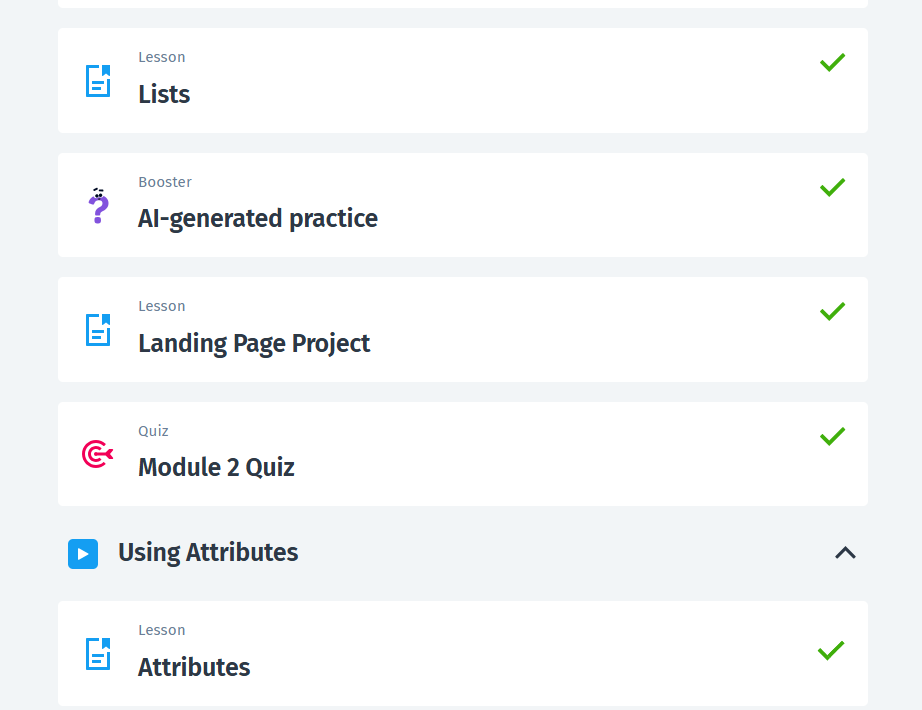 Lesson
Lists
Booster
AI-generated practice
Lesson
Landing Page Project
Quiz
Module 2 Quiz
Using Attributes
Lesson
Attributes